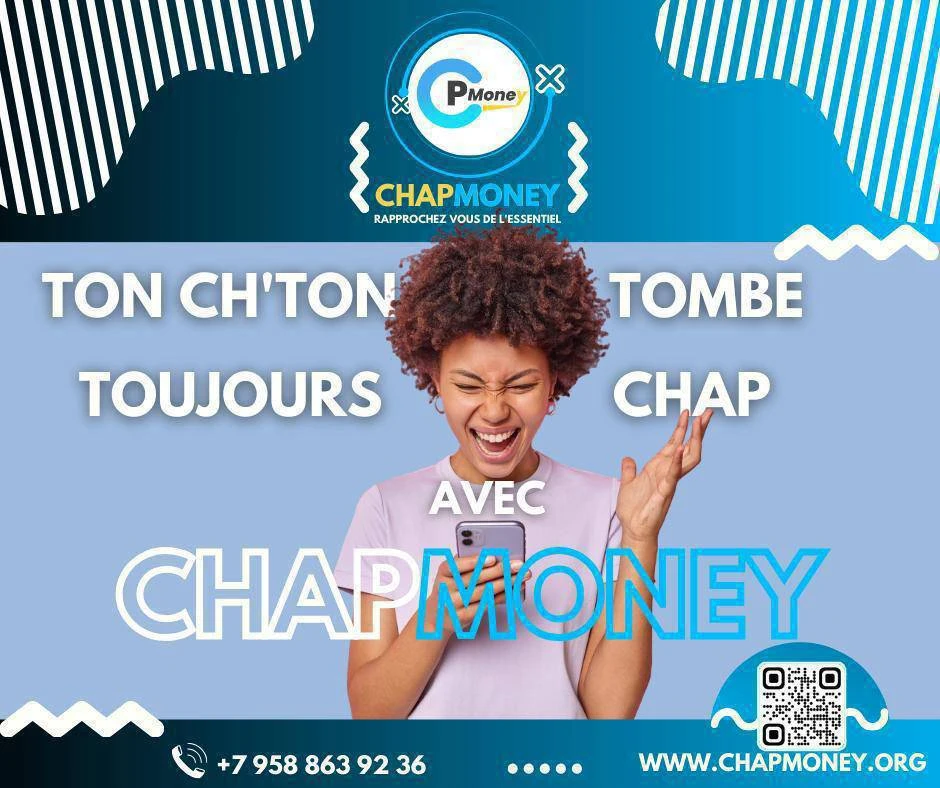 PMoney
CHAPMONEY
RAPPROCHEZ VOUS DE L'ESSENTIEL
TON CH'TON TOMBE
TOUJOURS CHAP
AVEC
CHAPMONEY
+7 958 863 92 36
WWW.CHAPMONEY.ORG